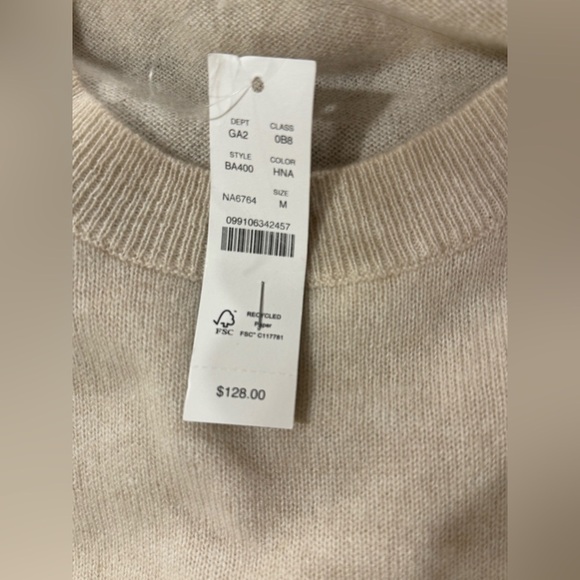 DEPT CLASS
GA2 0B8
STYLE COLOR
BA400 HNA
SIZE
NA6764 M
099106342457
RECYCLED
Paper
FSC FSC® C117781
$128.00